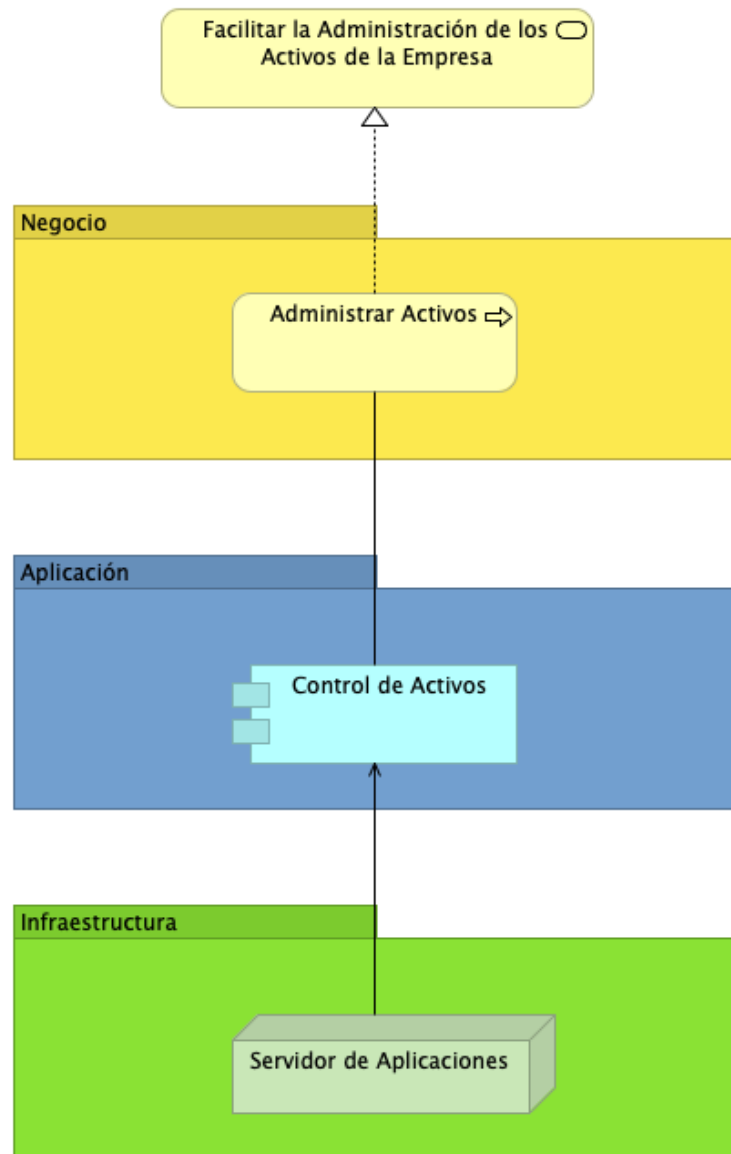 Facilitar la Administración de los
Activos de la Empresa
Negocio
Administrar Activos
Aplicación
Control de Activos
Infraestructura
Servidor de Aplicaciones